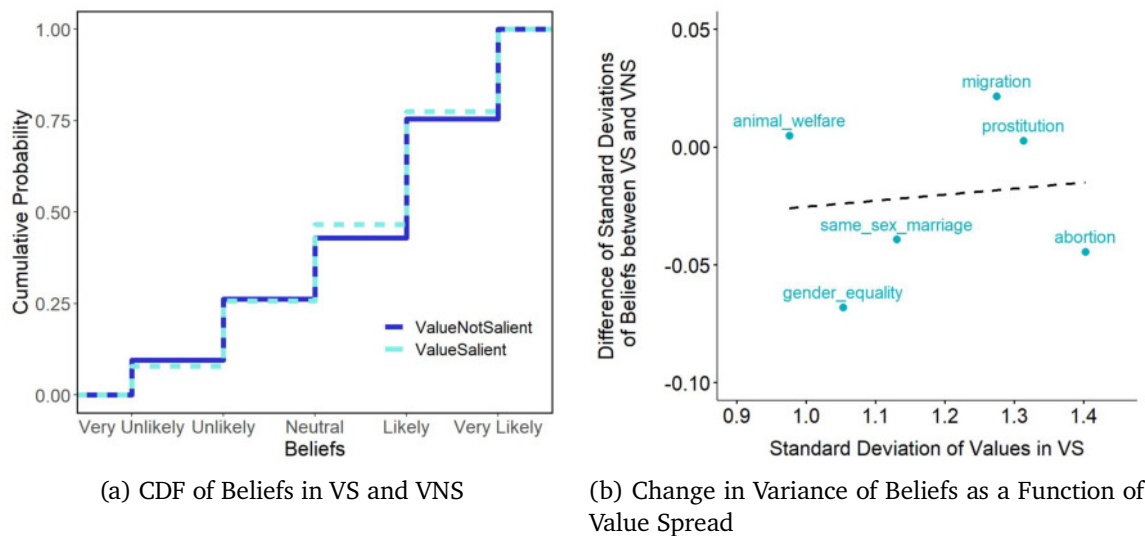 1.00
0.75
0.50
0.25
0.00
Cumulative Probability
ValueNotSalient
ValueSalient
Very Unlikely Unlikely Neutral Likely Very Likely
Beliefs
(a) CDF of Beliefs in VS and VNS
0.05
0.00
-0.05
-0.10
Difference of Standard Deviations
of Beliefs between VS and VNS
migration
animal_welfare
prostitution
same_sex_marriage
abortion
gender_equality
0.9 1.0 1.1 1.2 1.3 1.4
Standard Deviation of Values in VS
(b) Change in Variance of Beliefs as a Function of
Value Spread